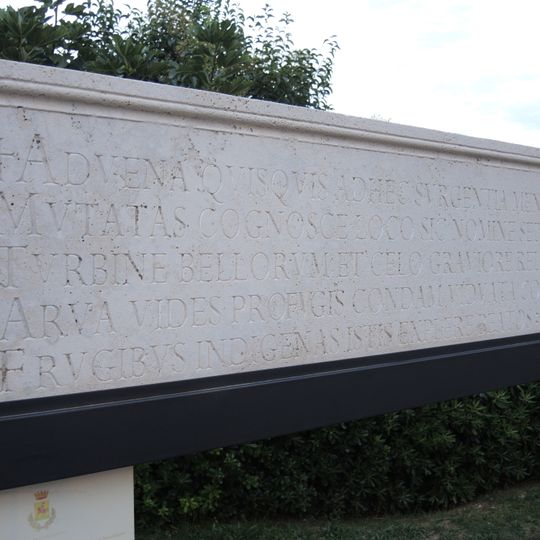 ADVENA QVISQVIS ADHEC SVRGENTIA
MVTATAS COGNOSCE LOCO SIC NOMINE
TVRBINE BELLORVM ET CELO GRAVIORE
ARVA VIDES PROFVGIS CONDAM
FRVGIBVS INDIGENAS ISTIS